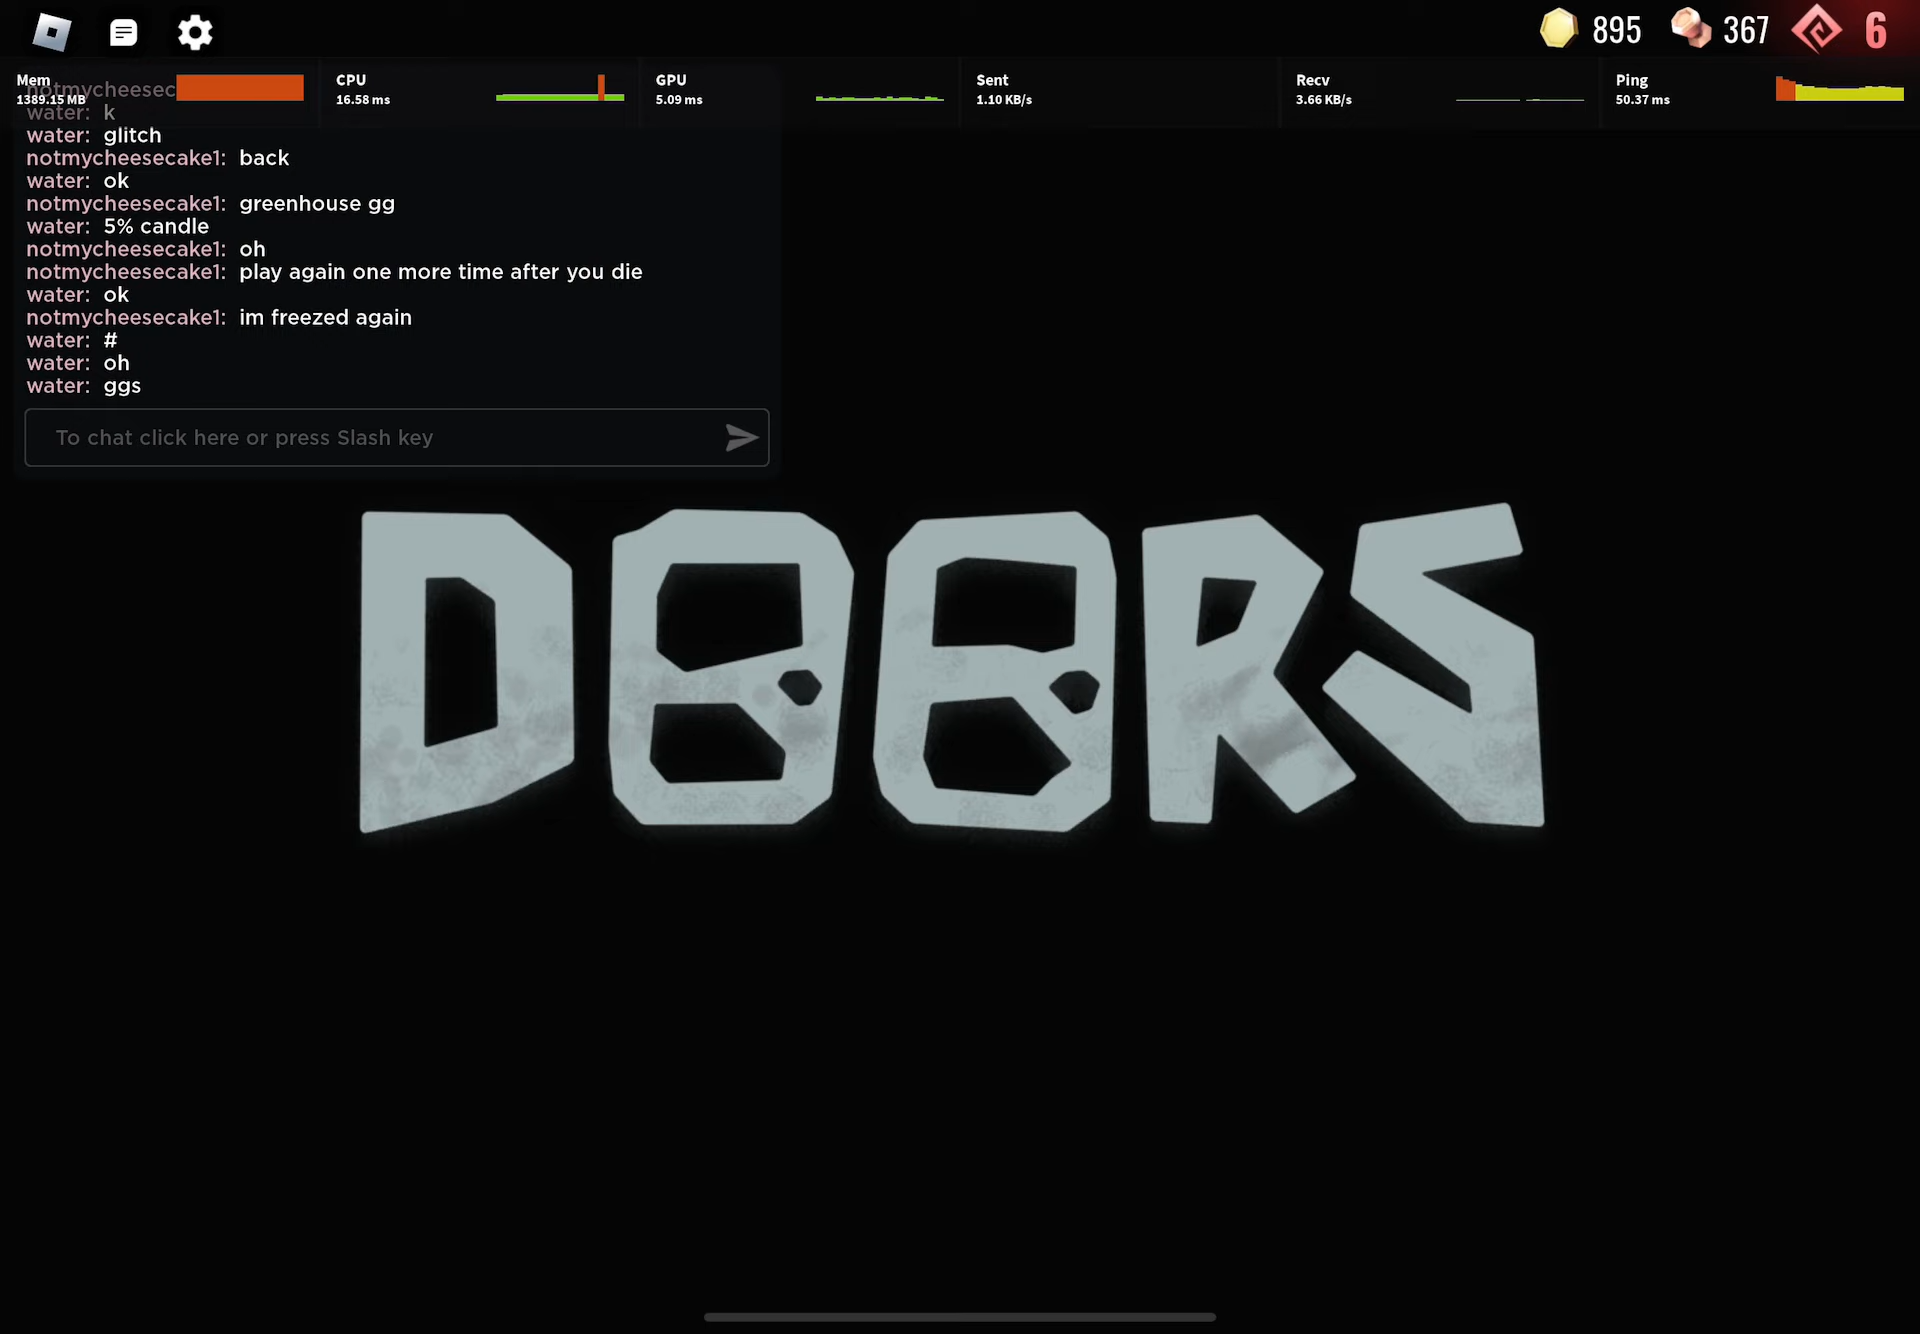 895 367 6
Mem CPU GPU Sent Recv Ping
1389.15 MB 16.58 ms 5.09 ms 1.10 KB/s 3.66 KB/s 50.37 ms
notmycheesec
water: k
water: glitch
notmycheesecake1: back
water: ok
notmycheesecake1: greenhouse gg
water: 5% candle
notmycheesecake1: oh
notmycheesecake1: play again one more time after you die
water: ok
notmycheesecake1: im freezed again
water: #
water: oh
water: ggs
To chat click here or press Slash key
DOORS